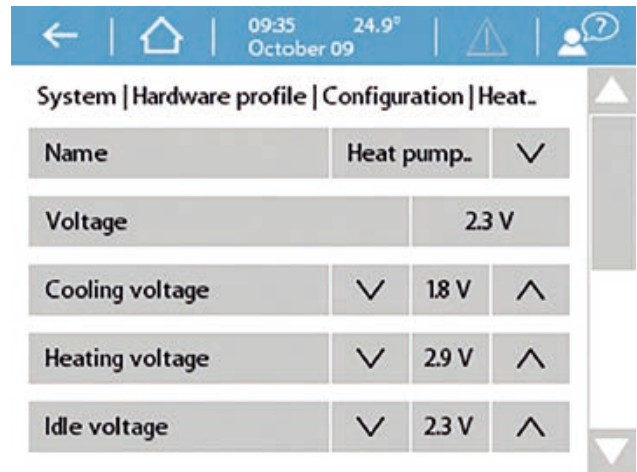 09:35 24.9°
October 09
?
System | Hardware profile | Configuration | Heat..
Name Heat pump..
Voltage 2.3 V
Cooling voltage 1.8 V
Heating voltage 2.9 V
Idle voltage 2.3 V